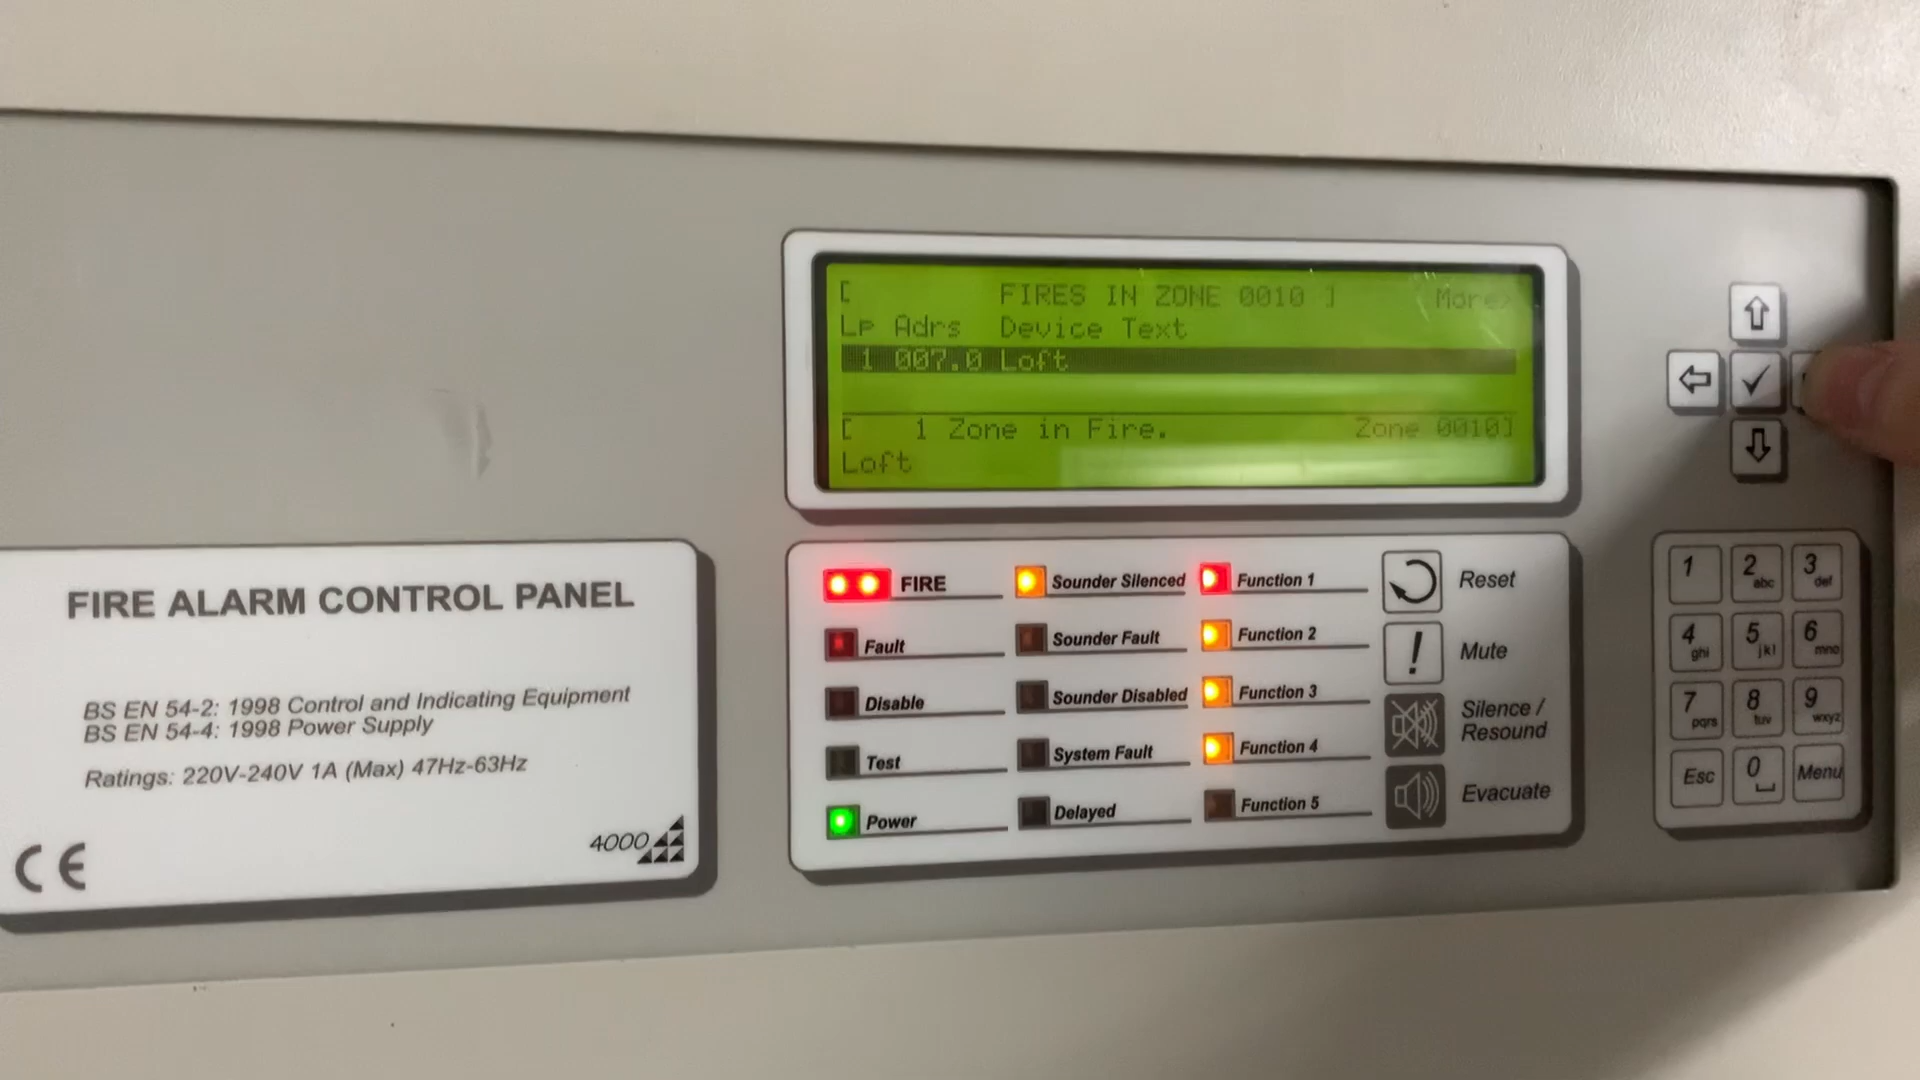 [ FIRES IN ZONE 0010 ] More>
Lp Adrs Device Text
1 007.0 Loft
[ 1 Zone in Fire. Zone 0010]
Loft
FIRE ALARM CONTROL PANEL
BS EN 54-2: 1998 Control and Indicating Equipment
BS EN 54-4: 1998 Power Supply
Ratings: 220V-240V 1A (Max) 47Hz-63Hz
CE
4000
FIRE
Fault
Disable
Test
Power
Sounder Silenced
Sounder Fault
Sounder Disabled
System Fault
Delayed
Function 1
Function 2
Function 3
Function 4
Function 5
Reset
! Mute
Silence /
Resound
Evacuate
1 2 abc 3 def
4 ghi 5 jkl 6 mno
7 pqrs 8 tuv 9 wxyz
Esc 0 Menu